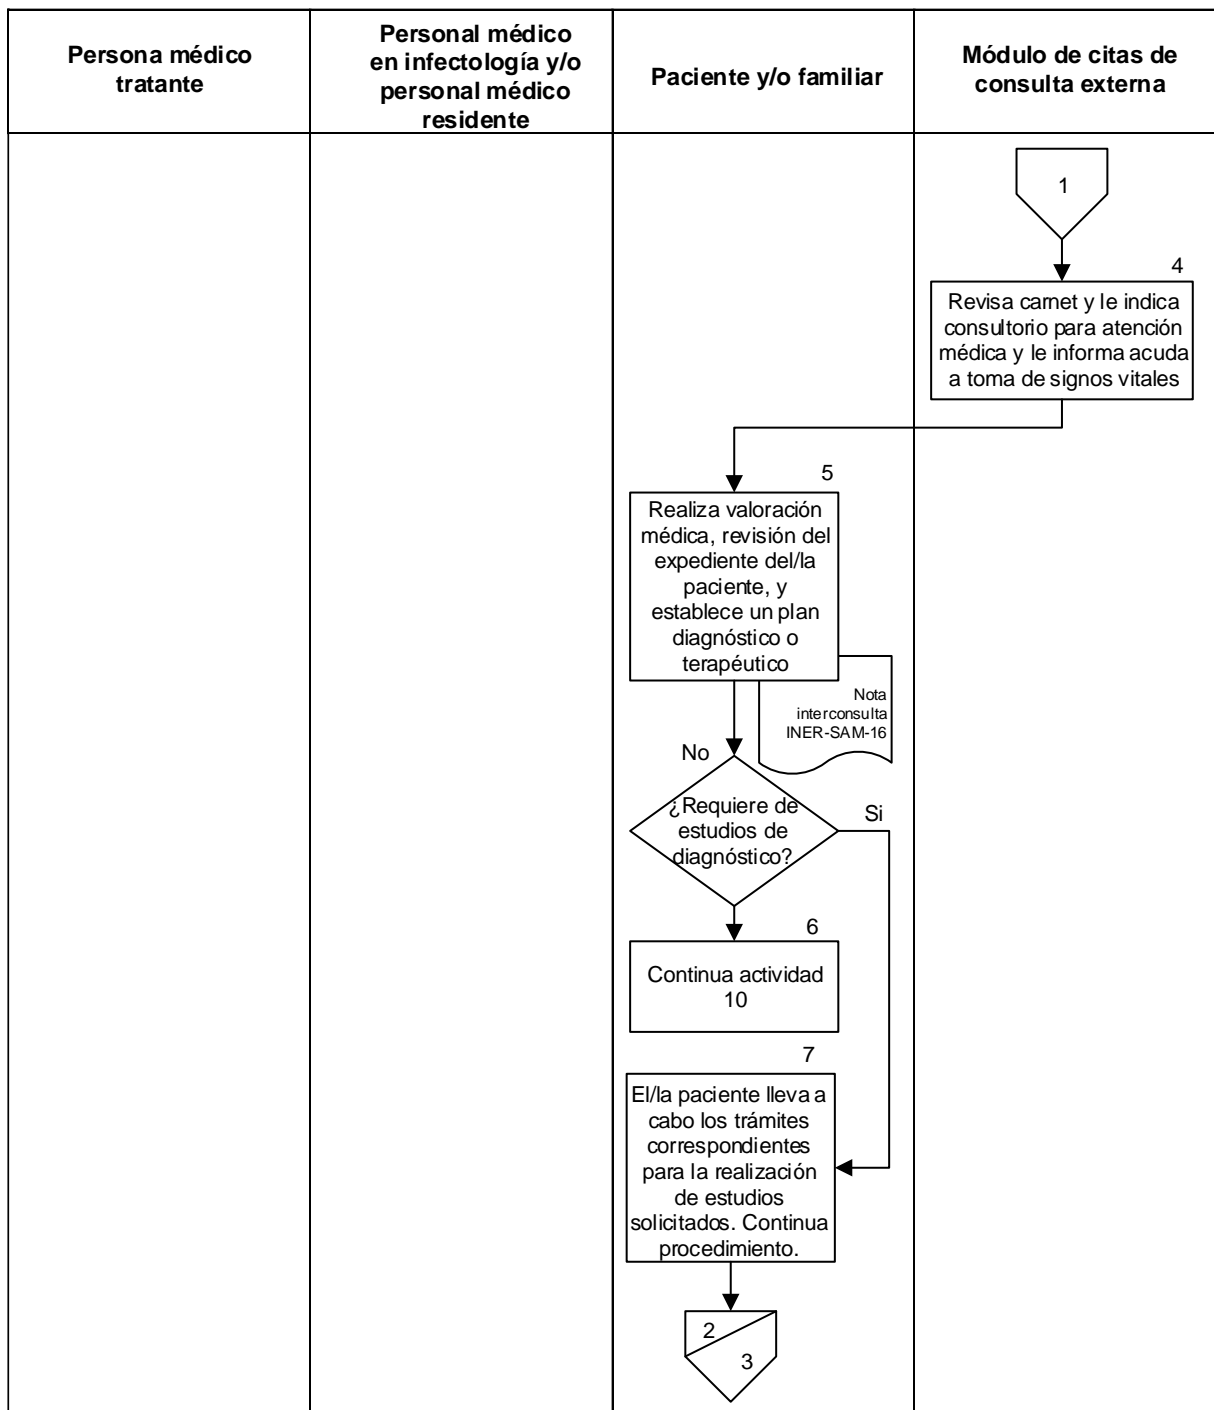 Persona médico
tratante
Personal médico
en infectología y/o
personal médico
residente
Paciente y/o familiar
Módulo de citas de
consulta externa
1
4
Revisa carnet y le indica
consultorio para atención
médica y le informa acuda
a toma de signos vitales
5
Realiza valoración
médica, revisión del
expediente del/la
paciente, y
establece un plan
diagnóstico o
terapéutico
Nota
interconsulta
INER-SAM-16
No
¿Requiere de
estudios de
diagnóstico?
Si
6
Continua actividad
10
7
El/la paciente lleva a
cabo los trámites
correspondientes
para la realización
de estudios
solicitados. Continua
procedimiento.
2
3